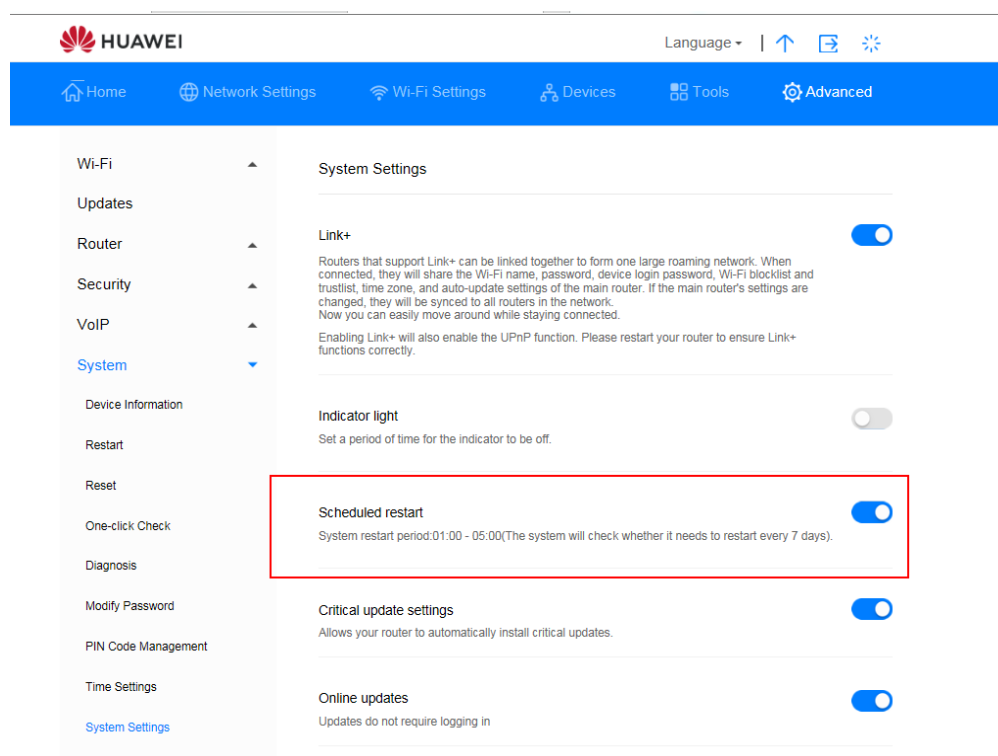 HUAWEI
Language
Home
Network Settings
Wi-Fi Settings
Devices
Tools
Advanced
Wi-Fi
Updates
Router
Security
VoIP
System
Device Information
Restart
Reset
One-click Check
Diagnosis
Modify Password
PIN Code Management
Time Settings
System Settings
System Settings
Link+
Routers that support Link+ can be linked together to form one large roaming network. When
connected, they will share the Wi-Fi name, password, device login password, Wi-Fi blocklist and
trustlist, time zone, and auto-update settings of the main router. If the main router's settings are
changed, they will be synced to all routers in the network.
Now you can easily move around while staying connected.
Enabling Link+ will also enable the UPnP function. Please restart your router to ensure Link+
functions correctly.
Indicator light
Set a period of time for the indicator to be off.
Scheduled restart
System restart period:01:00 - 05:00(The system will check whether it needs to restart every 7 days).
Critical update settings
Allows your router to automatically install critical updates.
Online updates
Updates do not require logging in